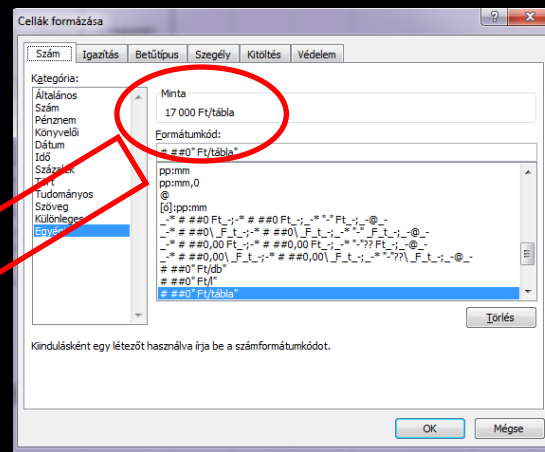 Cellák formázása
Szám Igazítás Betűtípus Szegély Kitöltés Védelem
Kategória:
Általános
Szám
Pénznem
Könyvelői
Dátum
Idő
Százalék
Tört
Tudományos
Szöveg
Különleges
Egyéni
Minta
17 000 Ft/tábla
Formátumkód:
# ##0" Ft/tábla"
pp:mm
pp:mm,0
@
[ó]:pp:mm
_-* # ##0 Ft_-;-* # ##0 Ft_-;_-* "-" Ft_-;_-@_-
_-* # ##0\ _F_t_-;-* # ##0\ _F_t_-;_-* "-" _F_t_-;_-@_-
_-* # ##0,00 Ft_-;-* # ##0,00 Ft_-;_-* "-"?? Ft_-;_-@_-
_-* # ##0,00\ _F_t_-;-* # ##0,00\ _F_t_-;_-* "-"??\ _F_t_-;_-@_-
# ##0" Ft/db"
# ##0" Ft/l"
# ##0" Ft/tábla"
Törlés
Kiindulásként egy létezőt használva írja be a számformátumkódot.
OK Mégse